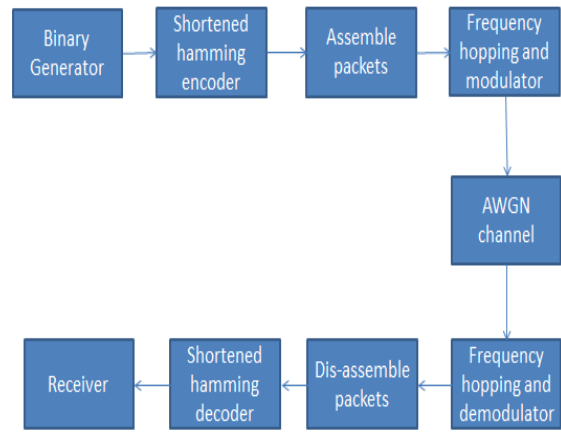 Binary
Generator
Shortened
hamming
encoder
Assemble
packets
Frequency
hopping and
modulator
AWGN
channel
Frequency
hopping and
demodulator
Dis-assemble
packets
Shortened
hamming
decoder
Receiver